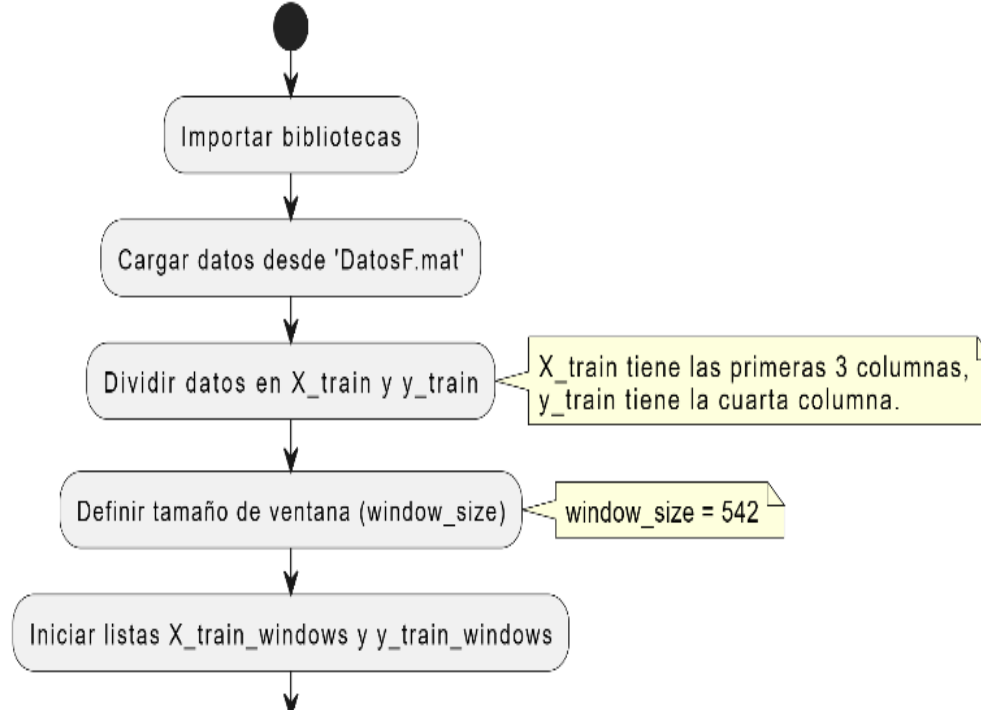 Importar bibliotecas
Cargar datos desde 'DatosF.mat'
Dividir datos en X_train y y_train
X_train tiene las primeras 3 columnas,
y_train tiene la cuarta columna.
Definir tamaño de ventana (window_size)
window_size = 542
Iniciar listas X_train_windows y y_train_windows